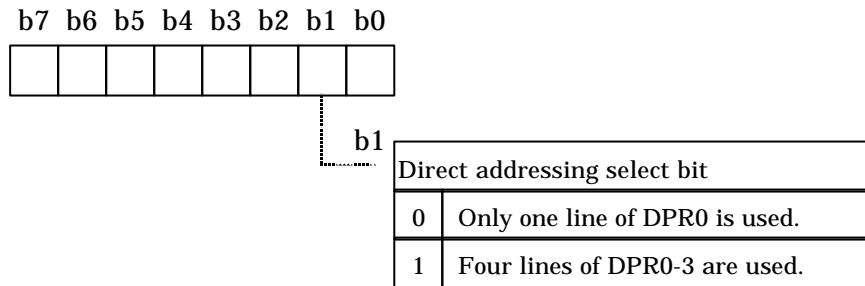 b7 b6 b5 b4 b3 b2 b1 b0
b1
Direct addressing select bit
0 Only one line of DPR0 is used.
1 Four lines of DPR0-3 are used.